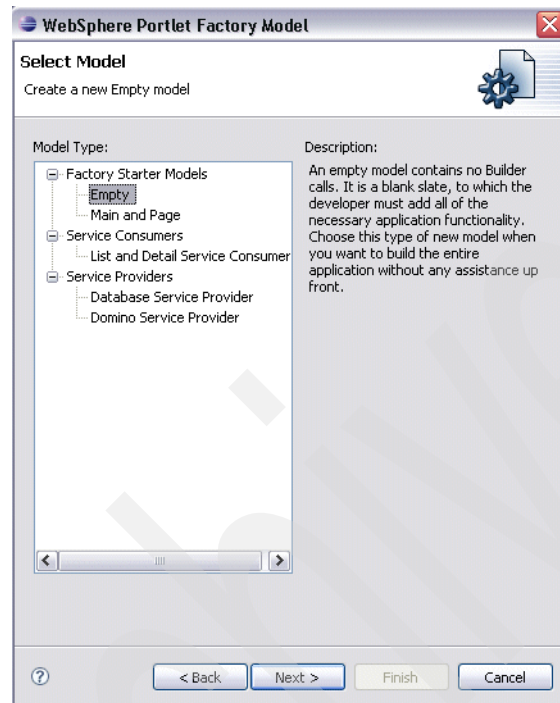 WebSphere Portlet Factory Model
Select Model
Create a new Empty model
Model Type:
Factory Starter Models
Empty
Main and Page
Service Consumers
List and Detail Service Consumer
Service Providers
Database Service Provider
Domino Service Provider
Description:
An empty model contains no Builder
calls. It is a blank slate, to which the
developer must add all of the
necessary application functionality.
Choose this type of new model when
you want to build the entire
application without any assistance up
front.
< Back
Next >
Finish
Cancel